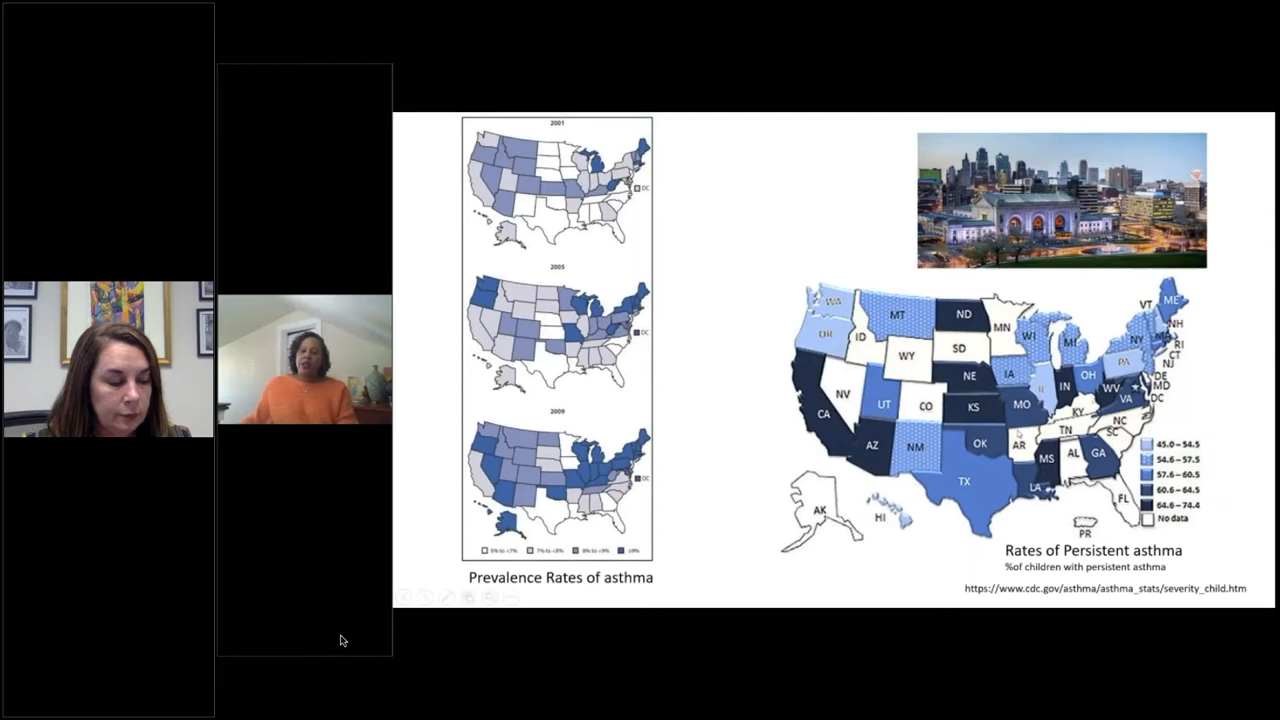 2001
DC
2005
DC
2009
DC
5% to <7%
7% to <8%
8% to <9%
≥9%
Prevalence Rates of asthma
WA
MT
ND
MN
VT
ME
NH
OR
ID
WY
SD
WI
MI
NY
MA
RI
CT
NJ
NV
UT
CO
NE
IA
IL
IN
OH
PA
DE
MD
DC
WV
VA
CA
AZ
NM
KS
MO
KY
NC
TN
SC
OK
AR
MS
AL
GA
TX
LA
FL
AK
HI
PR
45.0 – 54.5
54.6 – 57.5
57.6 – 60.5
60.6 – 64.5
64.6 – 74.4
No data
Rates of Persistent asthma
%of children with persistent asthma
https://www.cdc.gov/asthma/asthma_stats/severity_child.htm